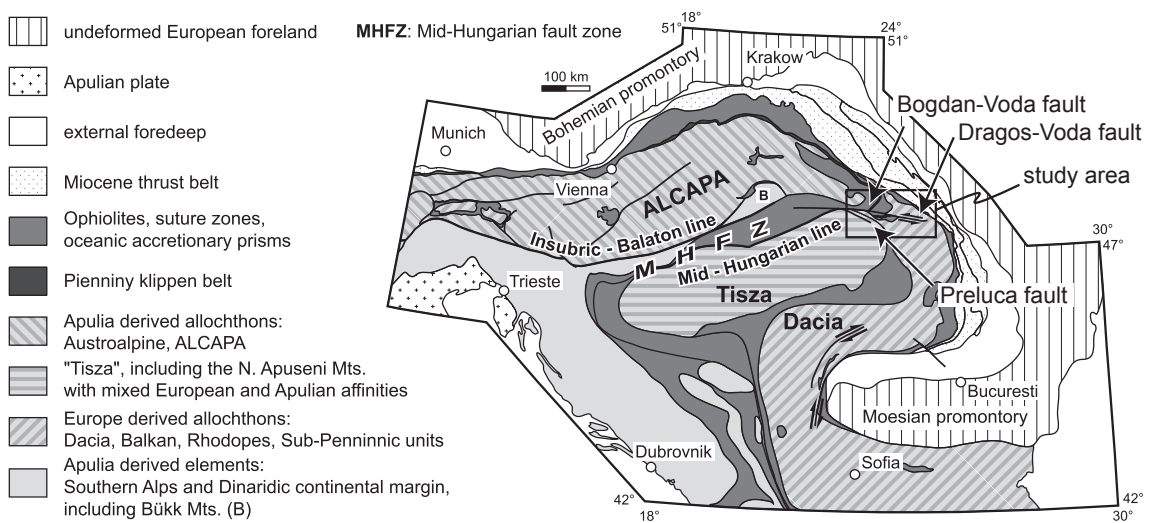 undeformed European foreland
MHFZ: Mid-Hungarian fault zone
Apulian plate
100 km
external foredeep
Miocene thrust belt
Ophiolites, suture zones,
oceanic accretionary prisms
Pienniny klippen belt
Apulia derived allochthons:
Austroalpine, ALCAPA
"Tisza", including the N. Apuseni Mts.
with mixed European and Apulian affinities
Europe derived allochthons:
Dacia, Balkan, Rhodopes, Sub-Penninnic units
Apulia derived elements:
Southern Alps and Dinaridic continental margin,
including Bükk Mts. (B)
18°
51°
24°
51°
Krakow
Bohemian promontory
Bogdan-Voda fault
Dragos-Voda fault
Munich
study area
Vienna
ALCAPA
B
Insubric - Balaton line
MHFZ
Mid - Hungarian line
30°
47°
Trieste
Tisza
Preluca fault
Dacia
Bucuresti
Moesian promontory
Dubrovnik
Sofia
42°
18°
42°
30°